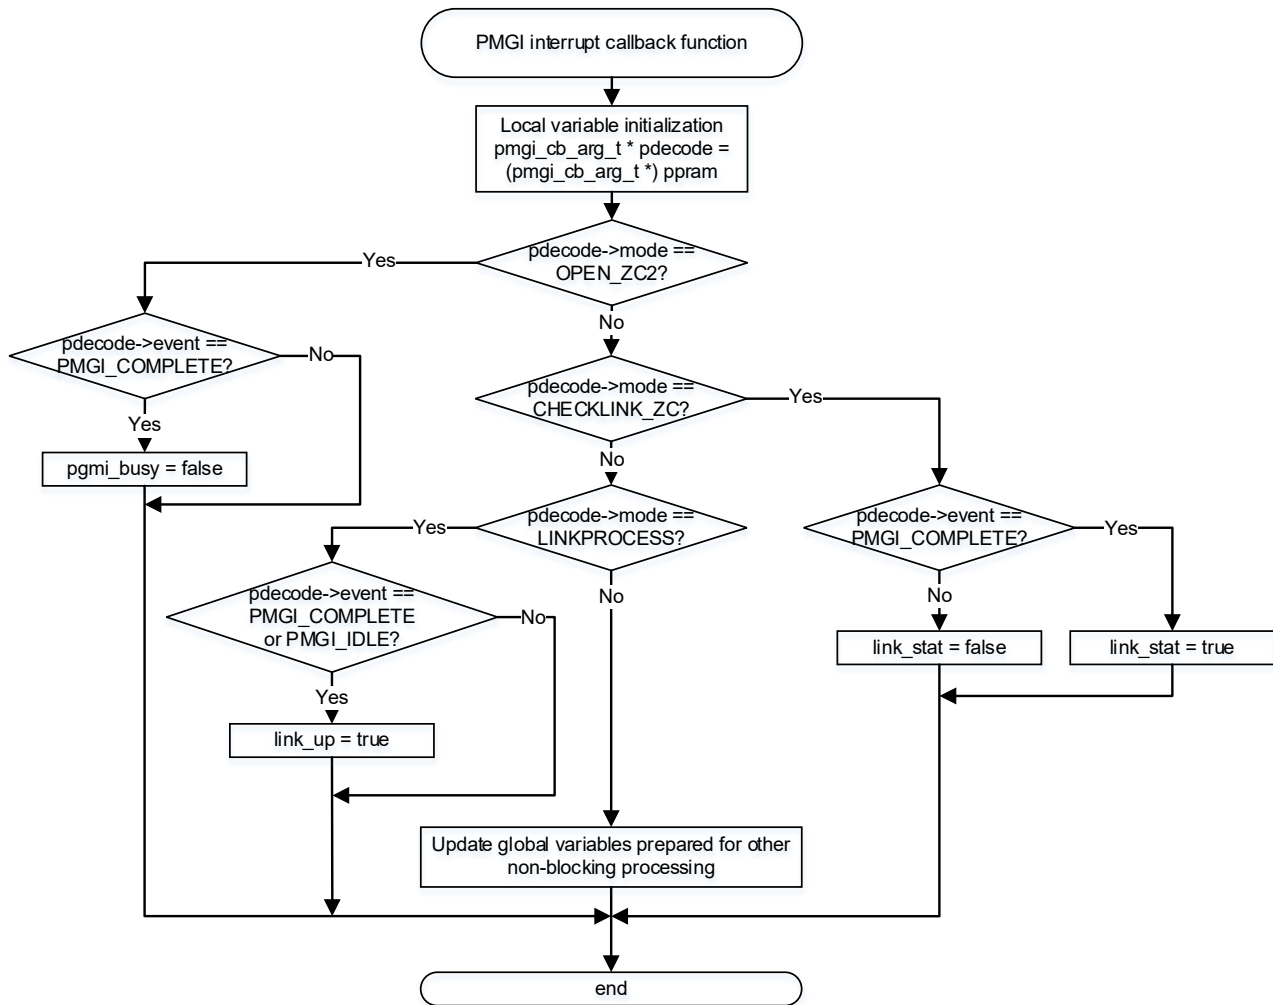 PMGI interrupt callback function
Local variable initialization
pmgi_cb_arg_t * pdecode =
(pmgi_cb_arg_t *) ppram
pdecode->mode ==
OPEN_ZC2?
Yes
No
pdecode->event ==
PMGI_COMPLETE?
No
Yes
pgmi_busy = false
pdecode->mode ==
CHECKLINK_ZC?
Yes
No
pdecode->mode ==
LINKPROCESS?
Yes
No
pdecode->event ==
PMGI_COMPLETE?
Yes
No
link_stat = false
link_stat = true
pdecode->event ==
PMGI_COMPLETE
or PMGI_IDLE?
No
Yes
link_up = true
Update global variables prepared for other
non-blocking processing
end